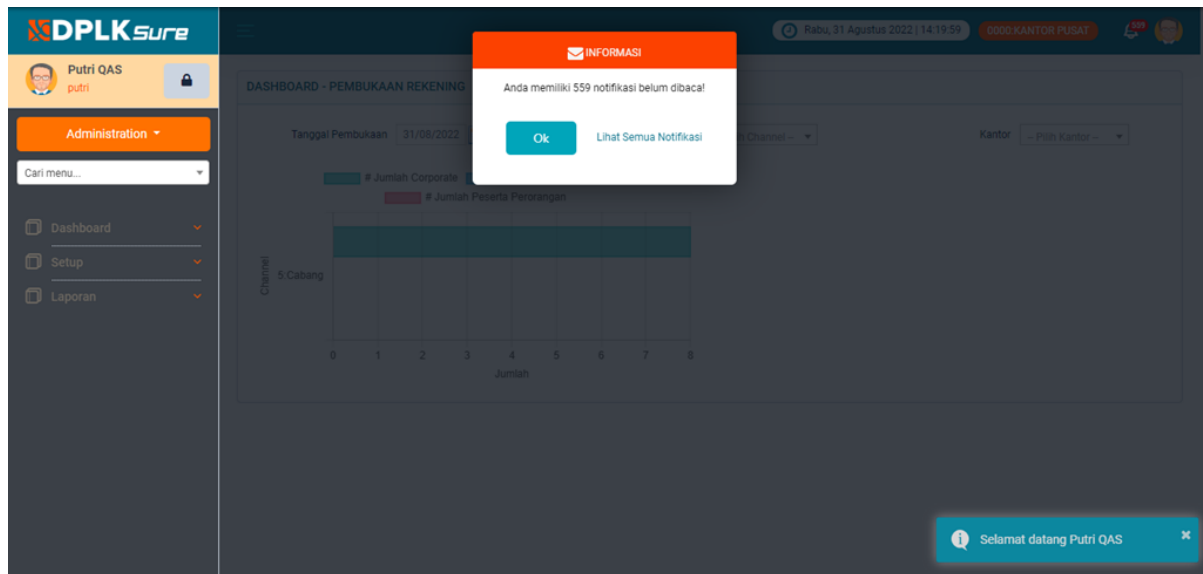 DPLKSure
Putri QAS
putri
Administration
Cari menu...
Dashboard
Setup
Laporan
Rabu, 31 Agustus 2022 | 14:19:59
0000:KANTOR PUSAT
559
INFORMASI
Anda memiliki 559 notifikasi belum dibaca!
Ok Lihat Semua Notifikasi
DASHBOARD - PEMBUKAAN REKENING
Tanggal Pembukaan 31/08/2022 Channel -- Kantor -- Pilih Kantor --
# Jumlah Corporate
# Jumlah Peserta Perorangan
Channel
5:Cabang
0 1 2 3 4 5 6 7 8
Jumlah
Selamat datang Putri QAS